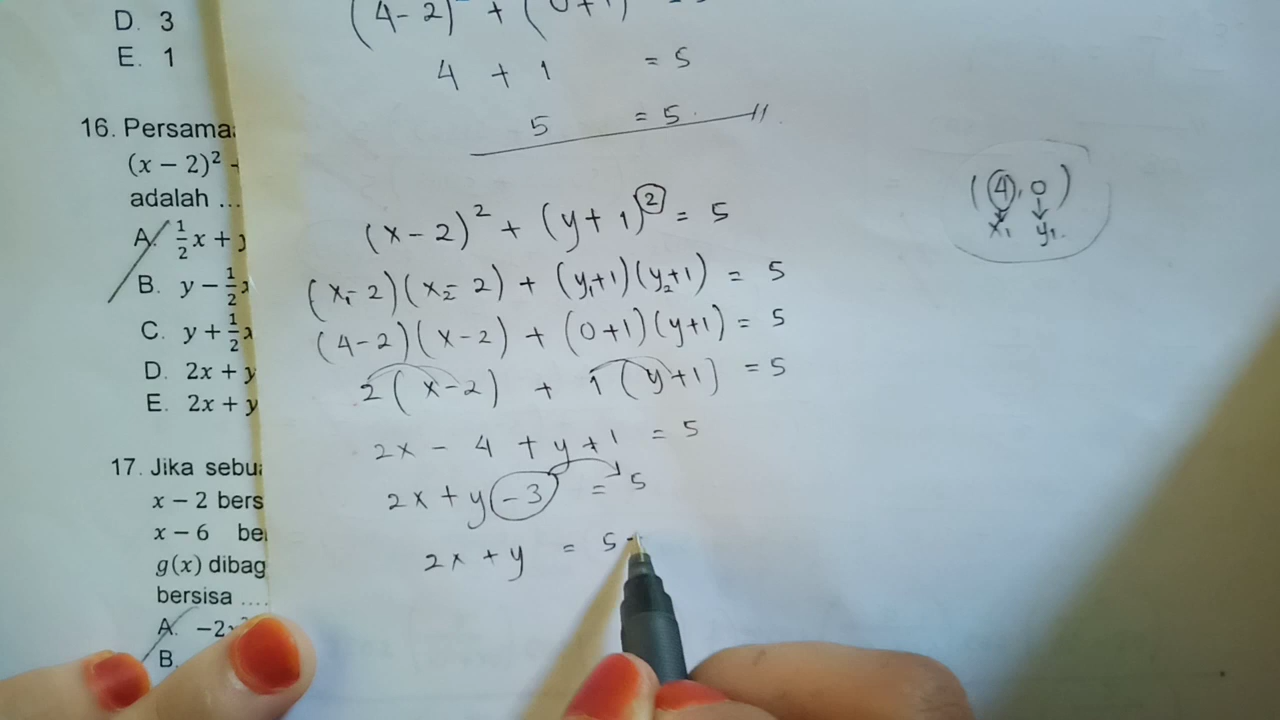 D. 3
E. 1
16. Persama
(x – 2)²
adalah ...
A. 1/2x +
B. y – 1/2
C. y + 1/2
D. 2x + y
E. 2x + y
17. Jika sebu
x – 2 bers
x – 6 be
g(x) dibag
bersisa ....
A. –2
B.
(4-2) + (0+1)
4 + 1 = 5
5 = 5. //
(x-2)² + (y+1)² = 5
(x₁-2)(x₂-2) + (y₁+1)(y₂+1) = 5
(4-2)(x-2) + (0+1)(y+1) = 5
2(x-2) + 1(y+1) = 5
2x - 4 + y+1 = 5
2x + y -3 = 5
2x + y = 5
(4, 0)
x₁ y₁.